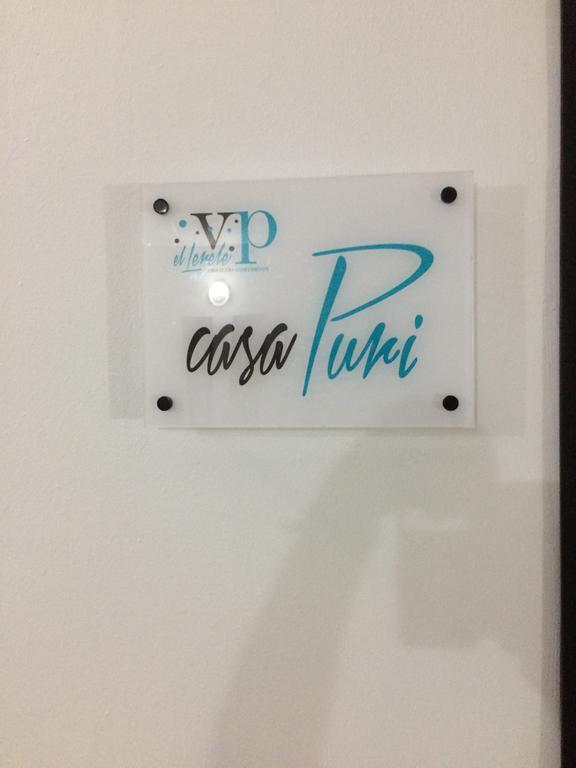 vp
el Lerele
casa Puri